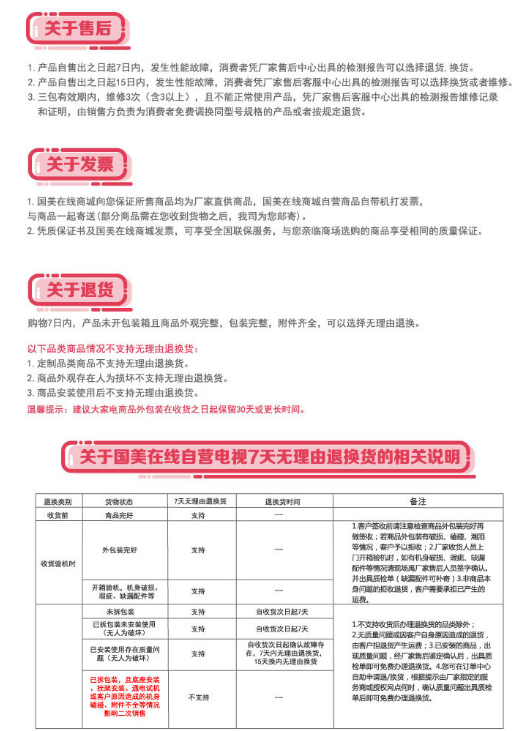 关于售后
1. 产品自售出之日起7日内，发生性能故障，消费者凭厂家售后中心出具的检测报告可以选择退货. 换货。
2. 产品自售出之日起15日内，发生性能故障，消费者凭厂家售后客服中心出具的检测报告可以选择换货或者维修。
3. 三包有效期内，维修3次（含3以上），且不能正常使用产品，凭厂家售后客服中心出具的检测报告维修记录
和证明，由销售方负责为消费者免费调换同型号规格的产品或者按规定退货。
关于发票
1. 国美在线商城向您保证所售商品均为厂家直供商品，国美在线商城自营商品自带机打发票，
与商品一起寄送(部分商品需在您收到货物之后，我司为您邮寄)。
2. 凭质保证书及国美在线商城发票，可享受全国联保服务，与您亲临商场选购的商品享受相同的质量保证。
关于退货
购物7日内，产品未开包装箱且商品外观完整，包装完整，附件齐全，可以选择无理由退换。
以下品类商品情况不支持无理由退换货：
1. 定制品类商品不支持无理由退换货。
2. 商品外观存在人为损坏不支持无理由退换货。
3. 商品安装使用后不支持无理由退换货。
温馨提示：建议大家电商品外包装在收货之日起保留30天或更长时间。
关于国美在线自营电视7天无理由退换货的相关说明
退换类别 货物状态 7天无理由退换货 退换货时间 备注
收货前 商品完好 支持 —
收货验机时 外包装完好 支持 —
开箱验机，机身破损、
瑕疵、缺漏配件等 支持 —
1.客户签收前请注意检查商品外包装完好再
做签收；若商品外包装有破损、磕碰、潮湿
等情况，客户予以拒收；2.厂家收货人员上
门开箱验机时，如有机身破损、瑕疵、缺漏
配件等情况请现场禹厂家售后人员签字确认，
并出具质检单（缺漏配件可补寄）3.非商品本
身问题的拒收退货，客户需要承担已产生的
运费。
未拆包装 支持 自收货次日起7天
已拆包装未安装使用
（无人为破坏） 支持 自收货次日起7天
已安装使用存在质量问
题（无人为破坏） 支持 自收货次日起确认故障存
在，7天内无理由退换货，
15天换内无理由换货
已拆包装，且底座安装
、挂架安装、通电试机
或客户原因造成的机身
破碰、附件不全等情况
影响二次销售 不支持 —
1.不支持收货后办理退换货的品类除外；
2.无质量问题或因客户自身原因造成的退货，
由客户担退货产生运费；3.已安装的商品，出
现质量问题，经厂家售后鉴定确认后，出具质
检单即可免费办理退换货。4.您可在订单中心
自助申请退/换货，根据提示由厂家指定的服
务商或授权网点何时，确认质量问题出具质检
单后即可免费办理退换货。